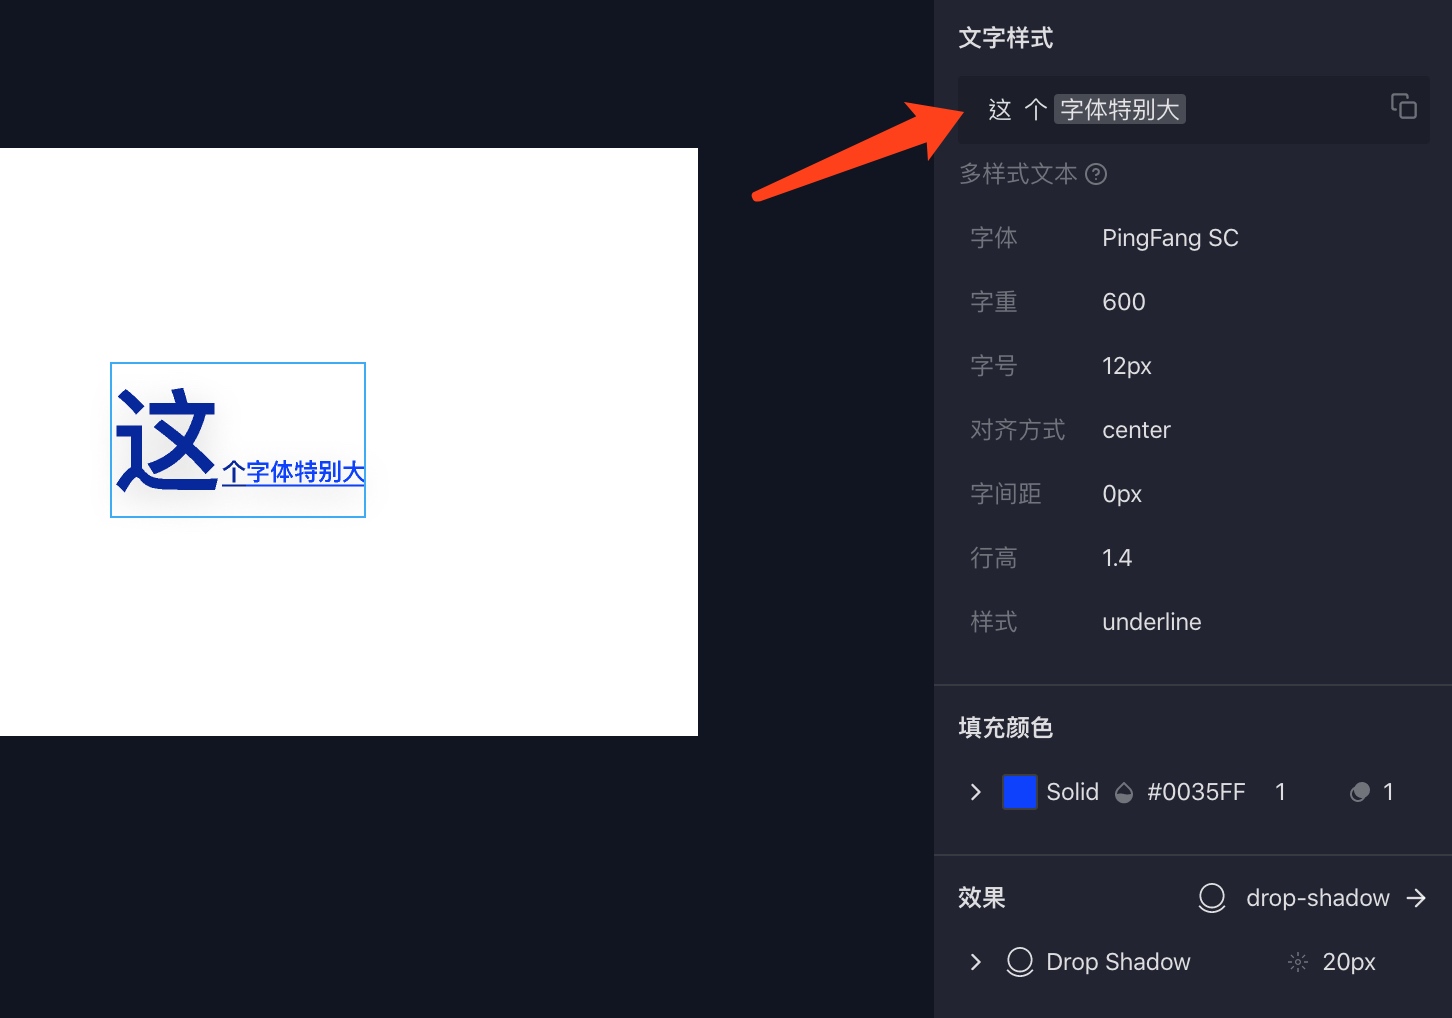 这
个字体特别大
文字样式
这 个 字体特别大
多样式文本
字体 PingFang SC
字重 600
字号 12px
对齐方式 center
字间距 0px
行高 1.4
样式 underline
填充颜色
Solid #0035FF 1 1
效果 drop-shadow
Drop Shadow 20px